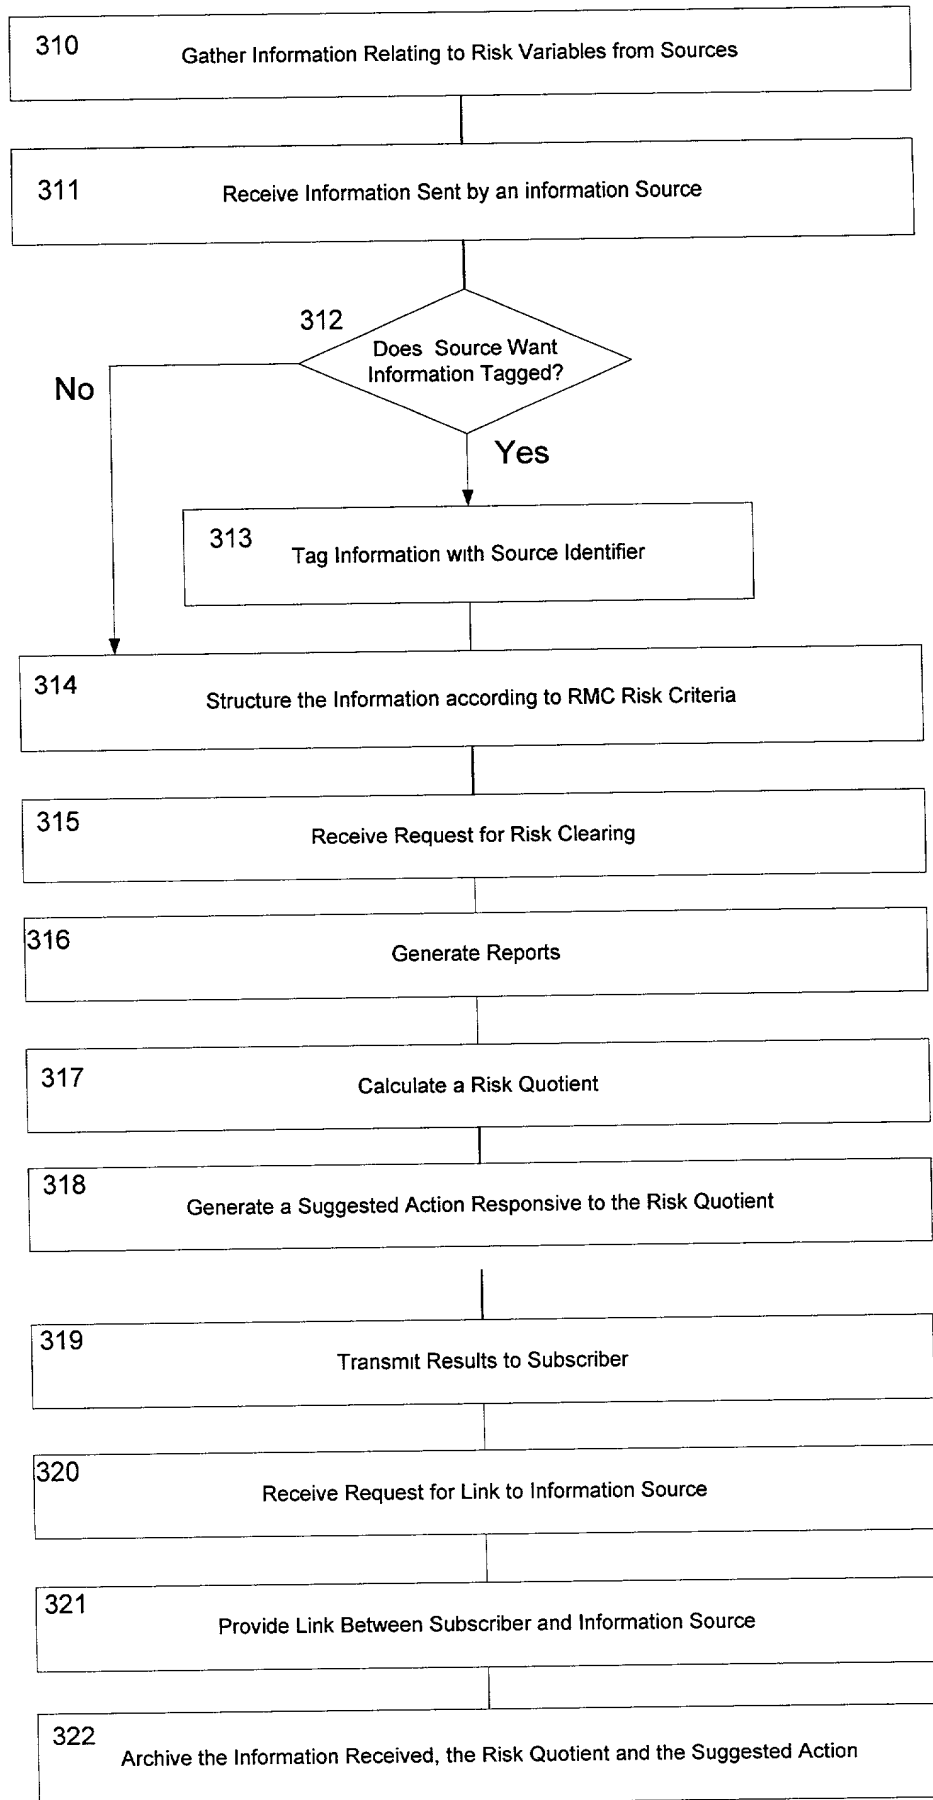 310
Gather Information Relating to Risk Variables from Sources
311
Receive Information Sent by an information Source
312
Does Source Want
Information Tagged?
No
Yes
313
Tag Information with Source Identifier
314
Structure the Information according to RMC Risk Criteria
315
Receive Request for Risk Clearing
316
Generate Reports
317
Calculate a Risk Quotient
318
Generate a Suggested Action Responsive to the Risk Quotient
319
Transmit Results to Subscriber
320
Receive Request for Link to Information Source
321
Provide Link Between Subscriber and Information Source
322
Archive the Information Received, the Risk Quotient and the Suggested Action